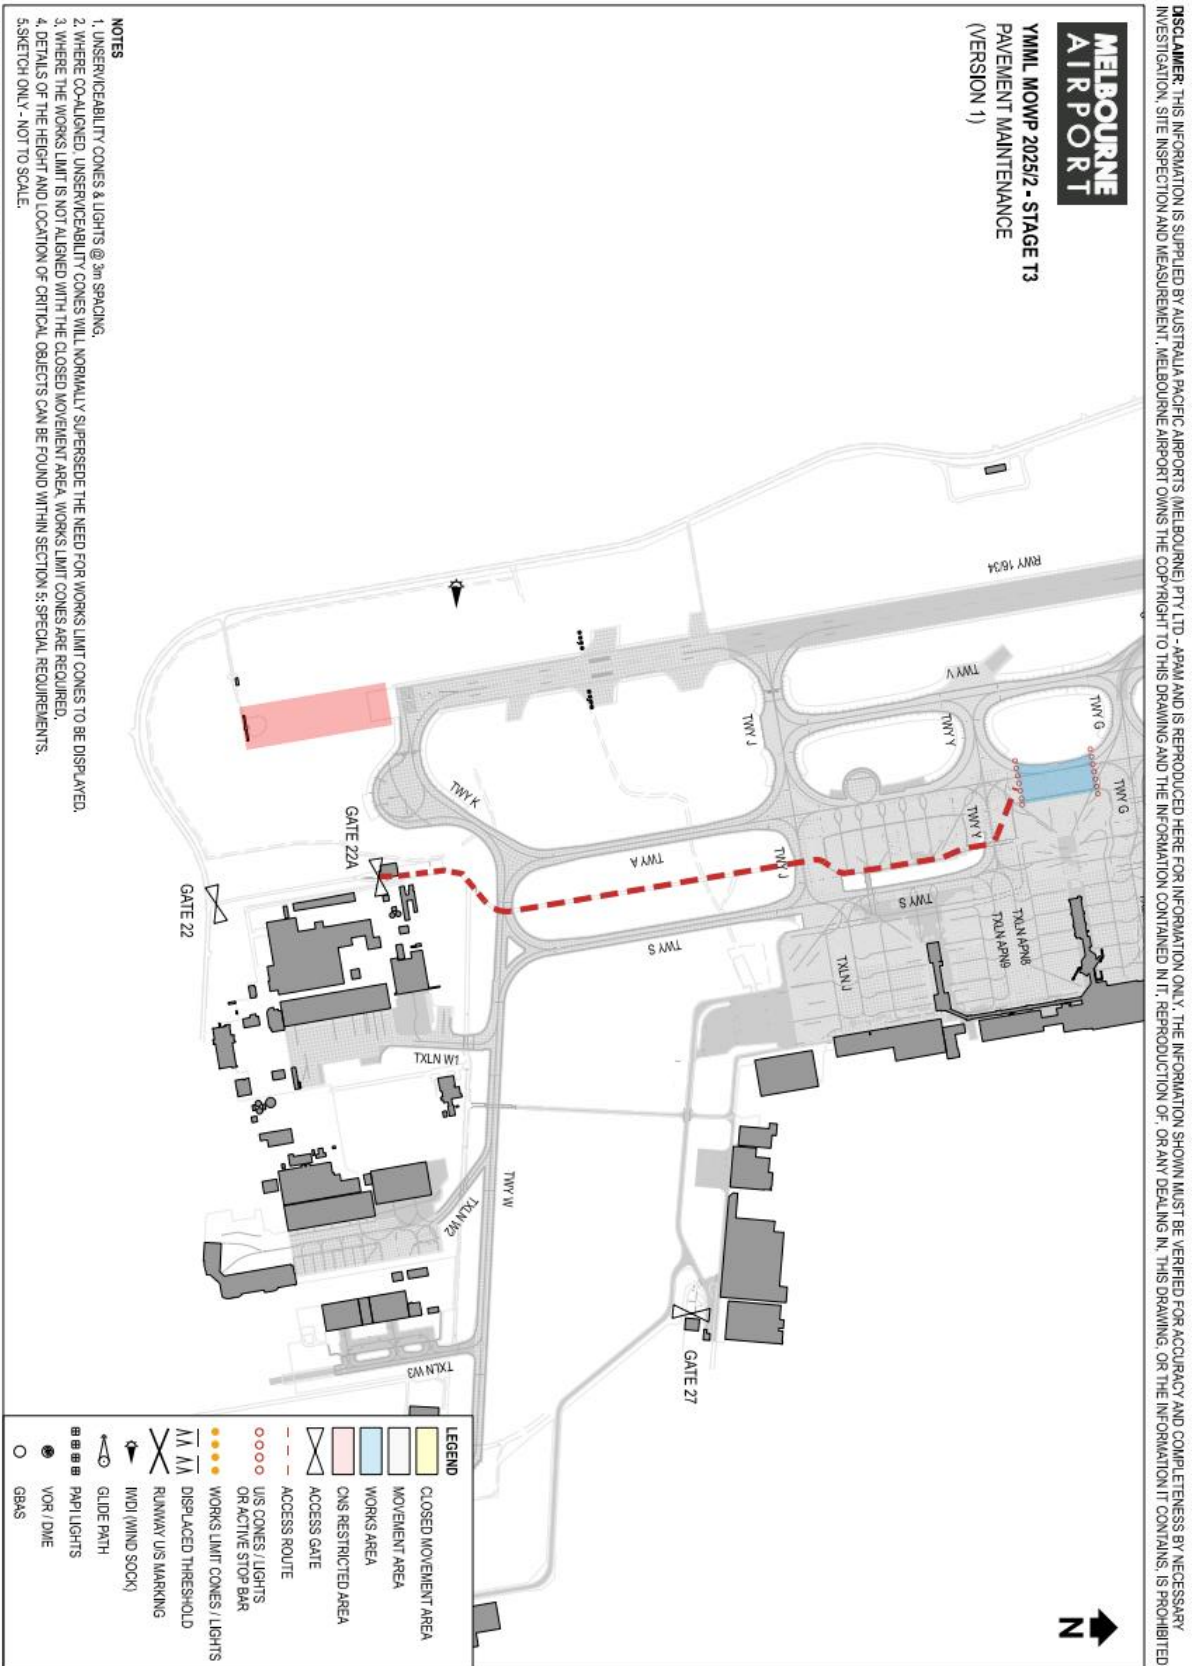 DISCLAIMER: THIS INFORMATION IS SUPPLIED BY AUSTRALIA PACIFIC AIRPORTS (MELBOURNE) PTY LTD - APAM AND IS REPRODUCED HERE FOR INFORMATION ONLY. THE INFORMATION SHOWN MUST BE VERIFIED FOR ACCURACY AND COMPLETENESS BY NECESSARY
INVESTIGATION, SITE INSPECTION AND MEASUREMENT. MELBOURNE AIRPORT OWNS THE COPYRIGHT TO THIS DRAWING AND THE INFORMATION CONTAINED IN IT. REPRODUCTION OF, OR ANY DEALING IN, THIS DRAWING, OR THE INFORMATION IT CONTAINS, IS PROHIBITED
MELBOURNE
AIRPORT
YMML MOWP 2025/2 - STAGE T3
PAVEMENT MAINTENANCE
(VERSION 1)
N
RWY 16/34
TWY V
TWY G
TWY G
TWY J
TWY Y
TWY Y
TWY K
TWY A
TWY J
TWY S
TWY S
TXLN APN8
TXLN APN9
TXLN J
GATE 22A
GATE 22
TXLN W1
TWY W
TXLN W2
TXLN W3
GATE 27
NOTES
1. UNSERVICEABILITY CONES & LIGHTS @ 3m SPACING.
2. WHERE CO-ALIGNED, UNSERVICEABILITY CONES WILL NORMALLY SUPERSEDE THE NEED FOR WORKS LIMIT CONES TO BE DISPLAYED.
3. WHERE THE WORKS LIMIT IS NOT ALIGNED WITH THE CLOSED MOVEMENT AREA, WORKS LIMIT CONES ARE REQUIRED.
4. DETAILS OF THE HEIGHT AND LOCATION OF CRITICAL OBJECTS CAN BE FOUND WITHIN SECTION 5: SPECIAL REQUIREMENTS.
5.SKETCH ONLY - NOT TO SCALE.
LEGEND
CLOSED MOVEMENT AREA
MOVEMENT AREA
WORKS AREA
CNS RESTRICTED AREA
ACCESS GATE
ACCESS ROUTE
U/S CONES / LIGHTS
OR ACTIVE STOP BAR
WORKS LIMIT CONES / LIGHTS
DISPLACED THRESHOLD
RUNWAY U/S MARKING
IWDI (WIND SOCK)
GLIDE PATH
PAPI LIGHTS
VOR / DME
GBAS